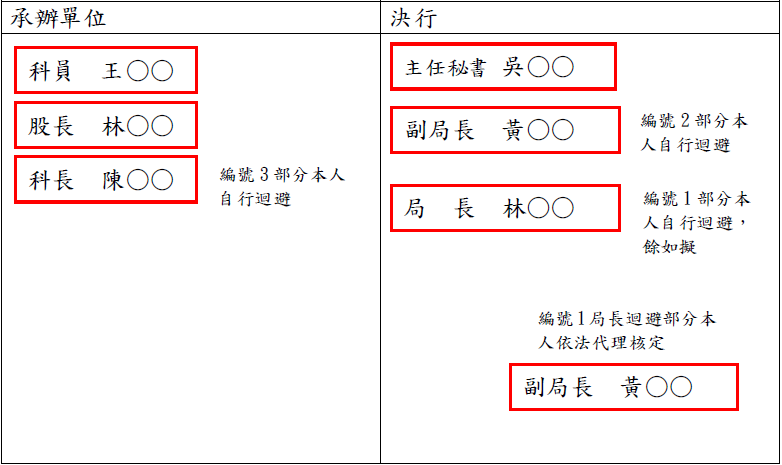 承辦單位
科員 王○○
股長 林○○
科長 陳○○
編號3部分本人
自行迴避
決行
主任秘書 吳○○
副局長 黃○○
編號2部分本
人自行迴避
局 長 林○○
編號1部分本
人自行迴避，
餘如擬
編號1局長迴避部分本
人依法代理核定
副局長 黃○○